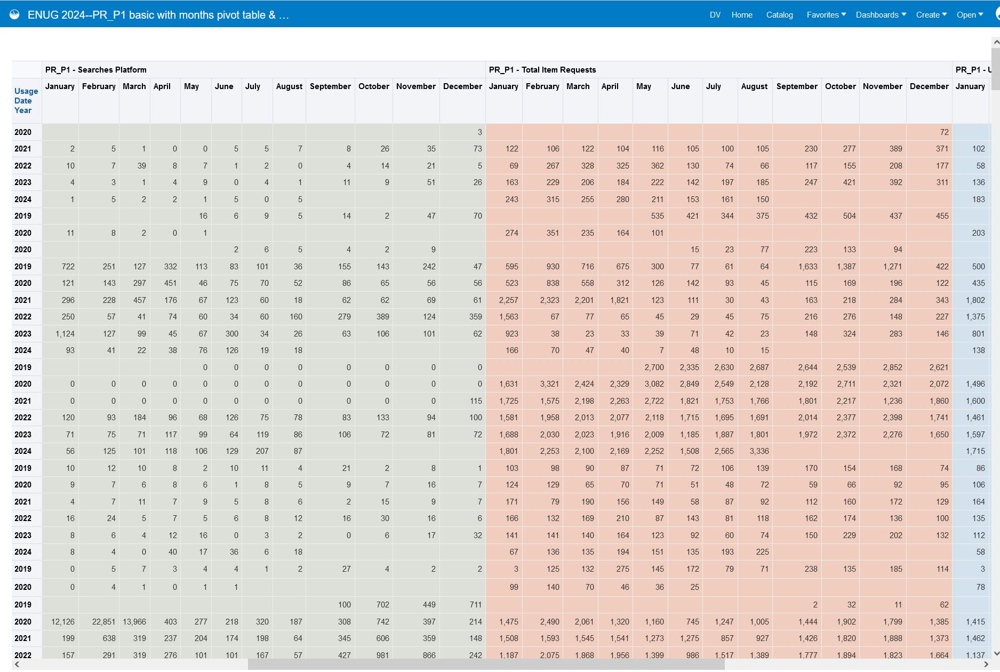 ENUG 2024--PR_P1 basic with months pivot table & ...
DV Home Catalog Favorites Dashboards Create Open
PR_P1 - Searches Platform PR_P1 - Total Item Requests PR_P1 -
Usage Date Year January February March April May June July August September October November December January February March April May June July August September October November December January
2020 3 72
2021 2 5 1 0 0 5 5 7 8 26 35 73 122 106 122 104 116 105 100 105 230 277 389 371 102
2022 10 7 39 8 7 1 2 0 4 14 21 5 69 267 328 325 362 130 74 66 117 155 208 177 58
2023 4 3 1 4 9 0 4 1 11 9 51 26 163 229 206 184 222 142 197 185 247 421 392 311 136
2024 1 5 2 2 1 5 0 5 243 315 255 280 211 153 161 150 183
2019 16 6 9 5 14 2 47 70 535 421 344 375 432 504 437 455
2020 11 8 2 0 1 274 351 235 164 101 203
2020 2 6 5 4 2 9 15 23 77 223 133 94
2019 722 251 127 332 113 83 101 36 155 143 242 47 595 930 716 675 300 77 61 64 1,633 1,387 1,271 422 500
2020 121 143 297 451 46 75 70 52 86 65 56 56 523 838 558 312 126 142 93 45 115 169 196 122 435
2021 296 228 457 176 67 123 60 18 62 62 69 61 2,257 2,323 2,201 1,821 123 111 30 43 163 218 284 343 1,802
2022 250 57 41 74 60 34 60 160 279 389 124 359 1,563 67 77 65 45 29 45 75 216 276 148 227 1,375
2023 1,124 127 99 45 67 300 34 26 63 106 101 62 923 38 23 33 39 71 42 23 148 324 283 146 801
2024 93 41 22 38 76 126 19 18 166 70 47 40 7 48 10 15 138
2019 0 0 0 0 0 0 0 0 2,700 2,335 2,630 2,687 2,644 2,539 2,852 2,621
2020 0 0 0 0 0 0 0 0 0 0 0 0 1,631 3,321 2,424 2,329 3,082 2,849 2,549 2,128 2,192 2,711 2,321 2,072 1,496
2021 0 0 0 0 0 0 0 0 0 0 0 115 1,725 1,575 2,198 2,263 2,722 1,821 1,753 1,766 1,801 2,217 1,236 1,860 1,600
2022 120 93 184 96 68 126 75 78 83 133 94 100 1,581 1,958 2,013 2,077 2,118 1,715 1,695 1,691 2,014 2,377 2,398 1,741 1,461
2023 71 75 71 117 99 64 119 86 106 72 81 72 1,688 2,030 2,023 1,916 2,009 1,185 1,887 1,801 1,972 2,372 2,276 1,650 1,597
2024 56 125 101 118 106 129 207 87 1,801 2,253 2,100 2,169 2,252 1,508 2,565 3,336 1,715
2019 10 12 10 8 2 10 11 4 21 2 8 1 103 98 90 87 71 72 106 139 170 154 168 74 86
2020 9 7 6 8 6 1 8 5 9 7 16 7 124 129 65 70 71 51 48 72 59 66 92 95 106
2021 4 7 11 7 9 5 8 6 2 15 9 7 171 79 190 156 149 58 87 92 112 160 172 129 164
2022 16 24 5 7 5 6 8 12 16 30 16 6 166 132 169 210 87 143 81 118 162 174 136 100 135
2023 8 6 4 12 16 0 3 2 0 6 17 32 141 141 140 164 123 92 60 74 150 229 202 132 112
2024 8 4 0 40 17 36 6 18 67 136 135 194 151 135 193 225 58
2019 0 5 7 3 4 4 1 2 27 4 2 2 3 125 132 275 145 172 79 71 238 135 185 114 3
2020 0 4 1 0 1 1 99 140 70 46 36 25 78
2019 100 702 449 711 2 32 11 62
2020 12,126 22,851 13,966 403 277 218 320 187 308 742 397 214 1,475 2,490 2,061 1,320 1,160 745 1,247 1,005 1,444 1,902 1,799 1,385 1,415
2021 199 638 319 237 204 174 198 64 345 606 359 148 1,508 1,593 1,545 1,541 1,273 1,275 857 927 1,426 1,820 1,888 1,373 1,462
2022 157 291 319 276 101 101 167 57 427 981 866 242 1,187 2,075 1,868 1,956 1,399 986 1,517 1,389 1,777 1,894 1,823 1,664 1,137